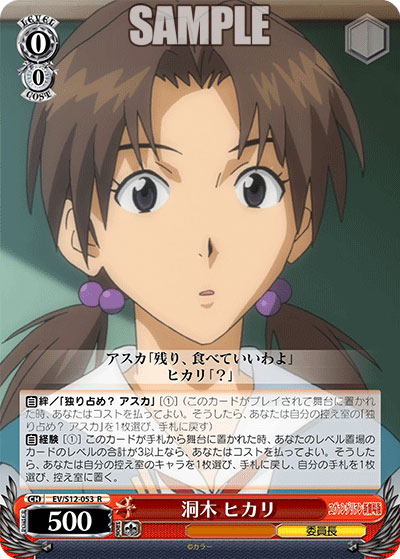 SAMPLE
LEVEL
0
0
COST
アスカ「残り、食べていいわよ」
ヒカリ「?」
自絆/「独り占め? アスカ」[①](このカードがプレイされて舞台に置かれ
た時、あなたはコストを払ってよい。そうしたら、あなたは自分の控え室の「独
り占め? アスカ」を1枚選び、手札に戻す)
自経験 [①] このカードが手札から舞台に置かれた時、あなたのレベル置場の
カードのレベルの合計が3以上なら、あなたはコストを払ってよい。そうした
ら、あなたは自分の控え室のキャラを1枚選び、手札に戻し、自分の手札を1
枚選び、控え室に置く。
CH EV/S12-053 R
500
洞木 ヒカリ
委員長
©カラー